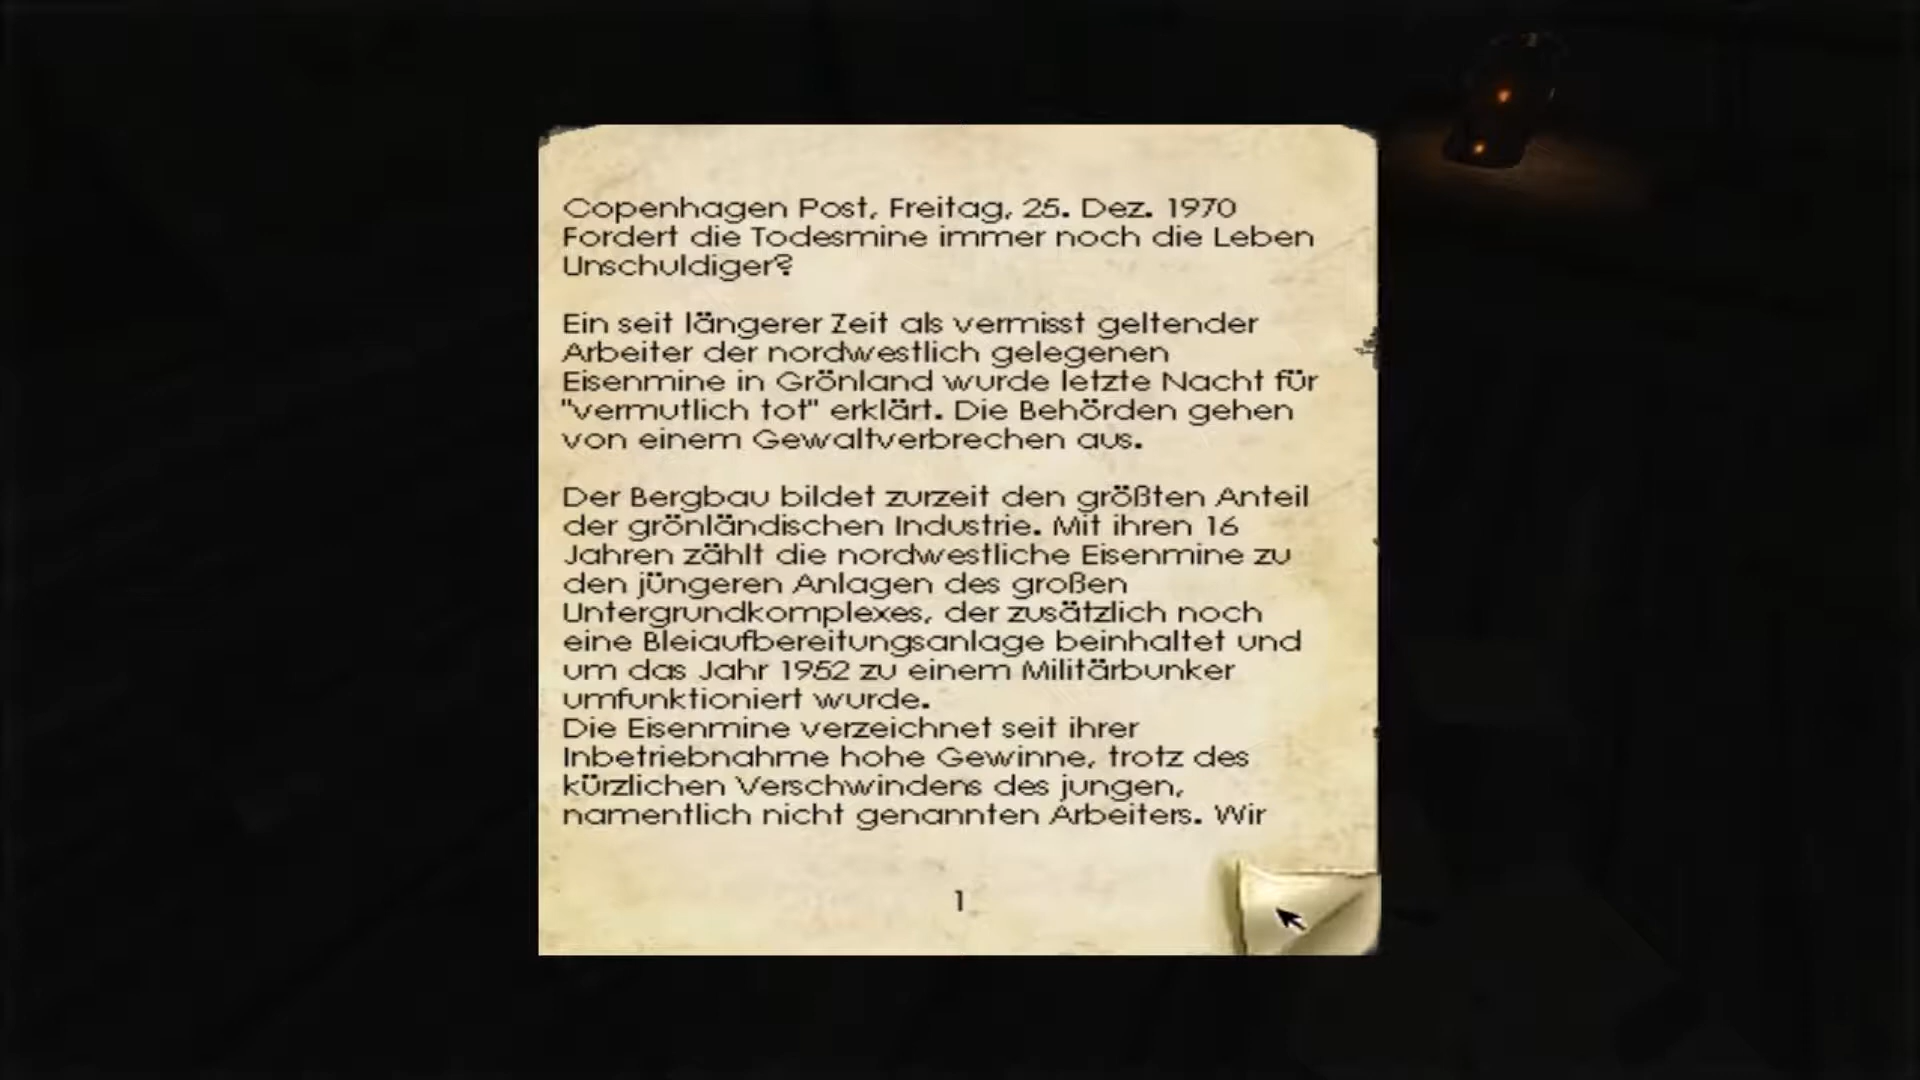 Copenhagen Post, Freitag, 25. Dez. 1970
Fordert die Todesmine immer noch die Leben
Unschuldiger?
Ein seit längerer Zeit als vermisst geltender
Arbeiter der nordwestlich gelegenen
Eisenmine in Grönland wurde letzte Nacht für
"vermutlich tot" erklärt. Die Behörden gehen
von einem Gewaltverbrechen aus.
Der Bergbau bildet zurzeit den größten Anteil
der grönländischen Industrie. Mit ihren 16
Jahren zählt die nordwestliche Eisenmine zu
den jüngeren Anlagen des großen
Untergrundkomplexes, der zusätzlich noch
eine Bleiaufbereitungsanlage beinhaltet und
um das Jahr 1952 zu einem Militärbunker
umfunktioniert wurde.
Die Eisenmine verzeichnet seit ihrer
Inbetriebnahme hohe Gewinne, trotz des
kürzlichen Verschwindens des jungen,
namentlich nicht genannten Arbeiters. Wir
1